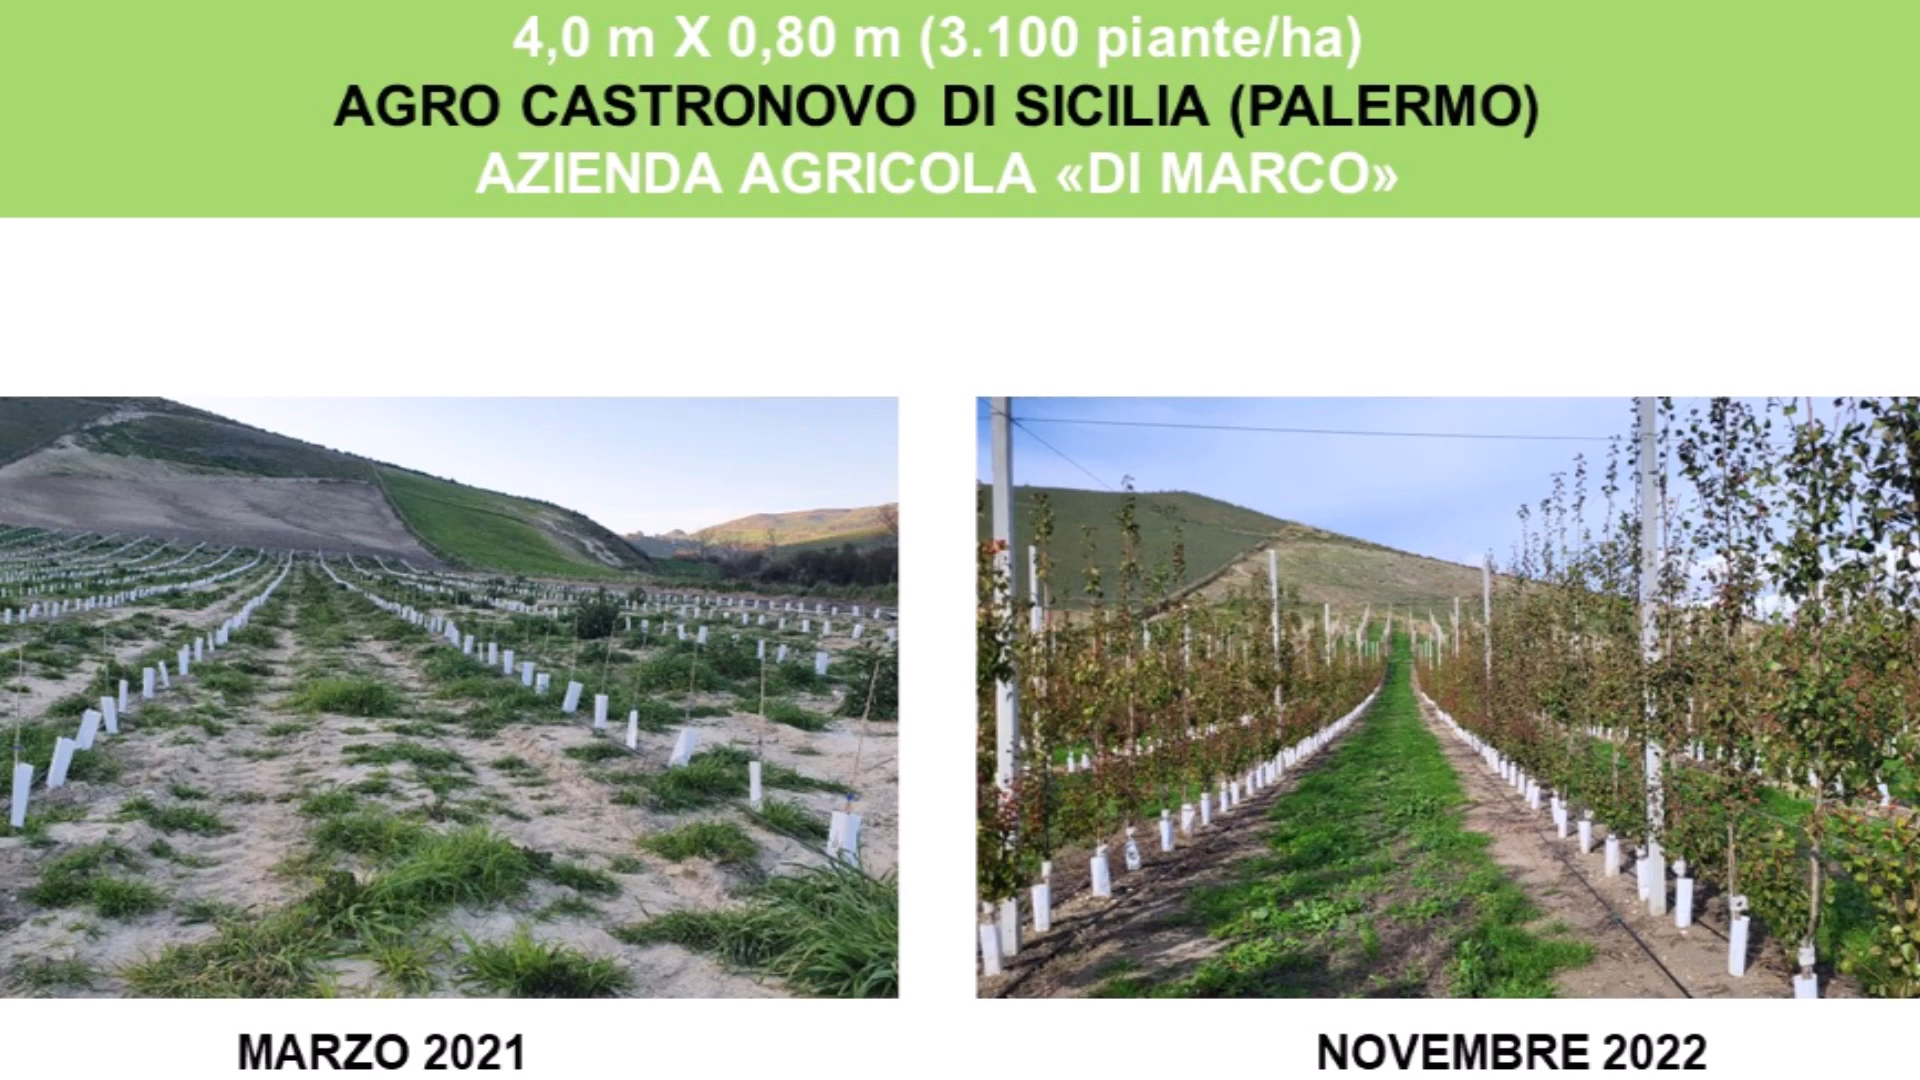 4,0 m X 0,80 m (3.100 piante/ha)
AGRO CASTRONOVO DI SICILIA (PALERMO)
AZIENDA AGRICOLA «DI MARCO»
MARZO 2021
NOVEMBRE 2022